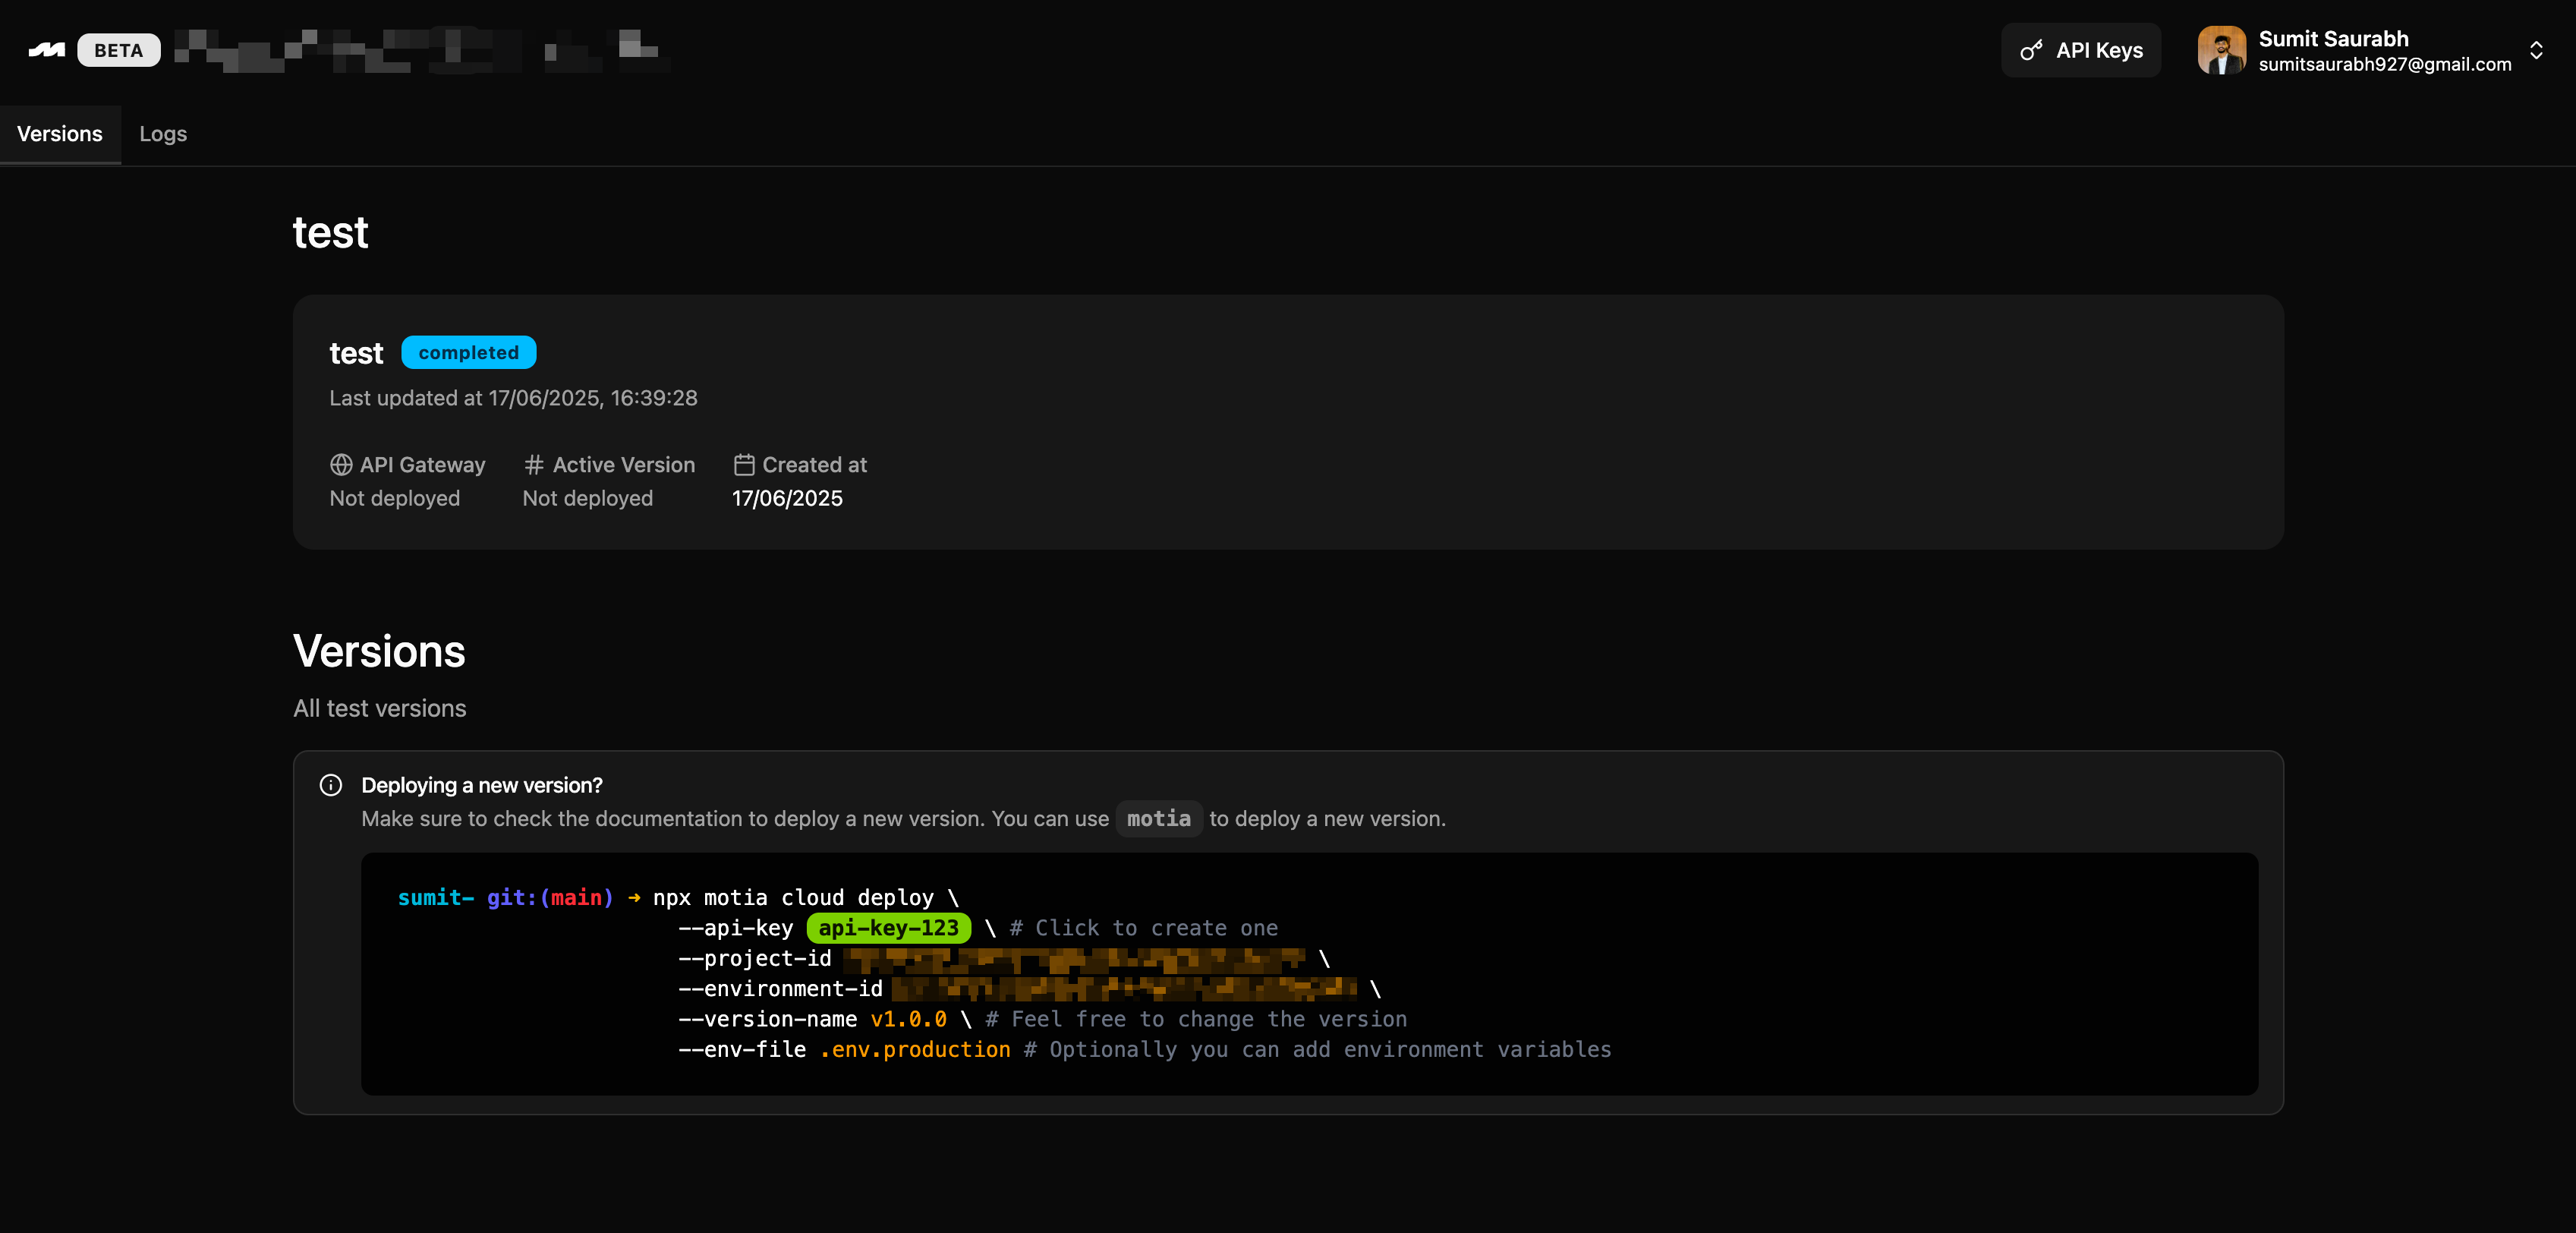 BETA
API Keys
Sumit Saurabh
sumitsaurabh927@gmail.com
Versions
Logs
test
test completed
Last updated at 17/06/2025, 16:39:28
API Gateway
Not deployed
# Active Version
Not deployed
Created at
17/06/2025
Versions
All test versions
Deploying a new version?
Make sure to check the documentation to deploy a new version. You can use motia to deploy a new version.
sumit- git:(main) ➜ npx motia cloud deploy \
--api-key api-key-123 \ # Click to create one
--project-id \
--environment-id \
--version-name v1.0.0 \ # Feel free to change the version
--env-file .env.production # Optionally you can add environment variables